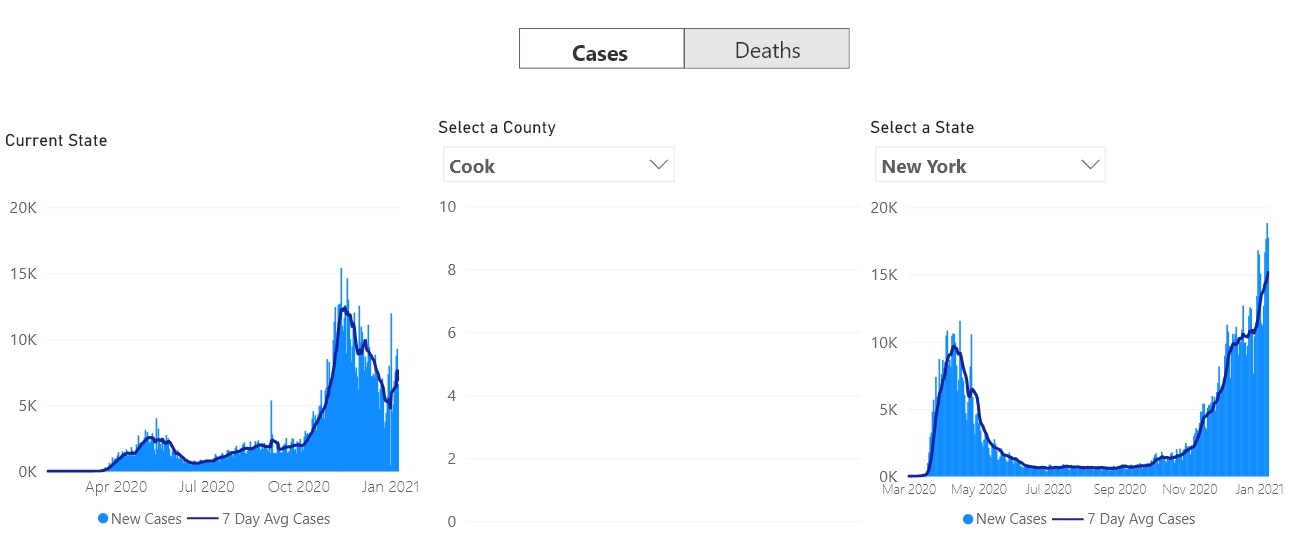 Cases
Deaths
Current State
Select a County
Cook
Select a State
New York
20K
15K
10K
5K
0K
Apr 2020 Jul 2020 Oct 2020 Jan 2021
New Cases 7 Day Avg Cases
10
8
6
4
2
0
20K
15K
10K
5K
0K
Mar 2020 May 2020 Jul 2020 Sep 2020 Nov 2020 Jan 2021
New Cases 7 Day Avg Cases